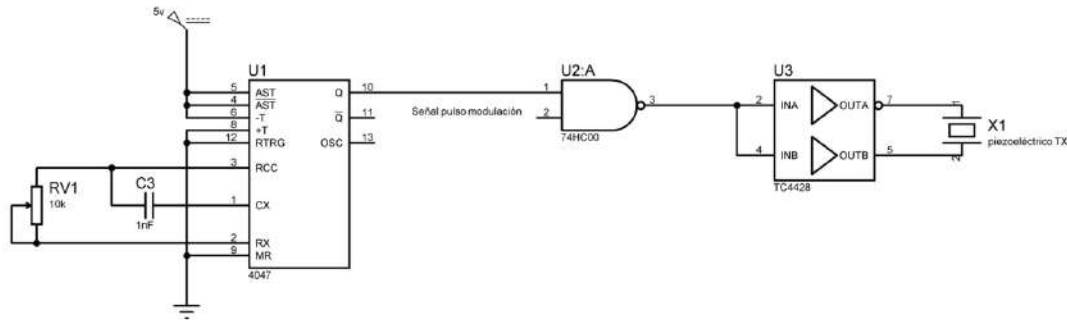 5v
U1
5 AST Q 10
4 AST
6 -T Q 11
8 +T
12 RTRG OSC 13
3 RCC
1 CX
2 RX
9 MR
4047
RV1
10k
C3
1nF
Señal pulso modulación
U2:A
1
2
3
74HC00
U3
2 INA OUTA 7
4 INB OUTB 5
TC4428
1
2
X1
piezoeléctrico TX